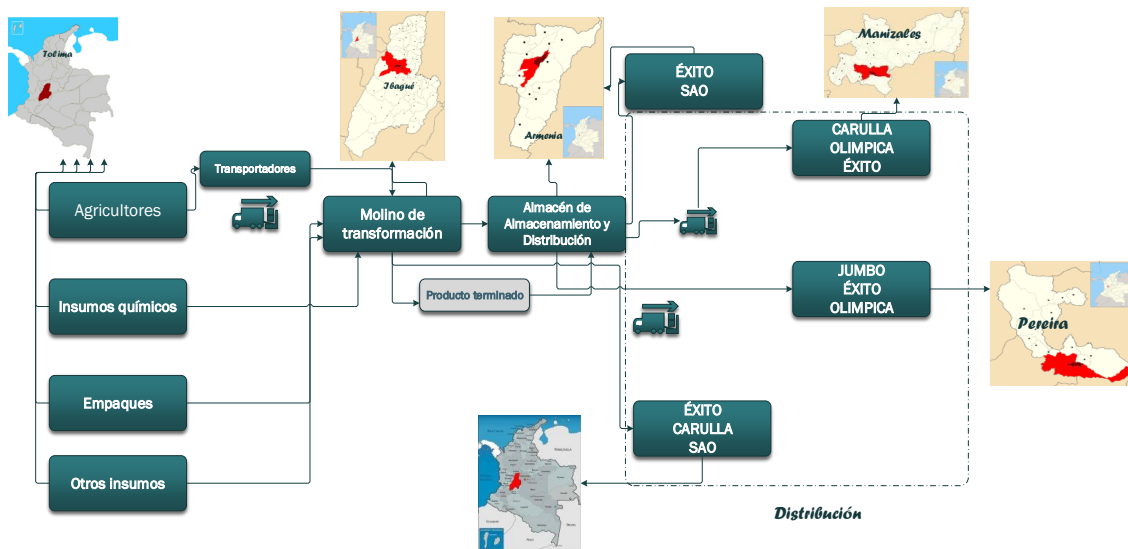 Tolima
Ibagué
Armenia
Manizales
ÉXITO
SAO
CARULLA
OLIMPICA
ÉXITO
Transportadores
Agricultores
Molino de
transformación
Almacén de
Almacenamiento y
Distribución
Insumos químicos
Producto terminado
JUMBO
ÉXITO
OLIMPICA
Pereira
Empaques
ÉXITO
CARULLA
SAO
Otros insumos
Distribución